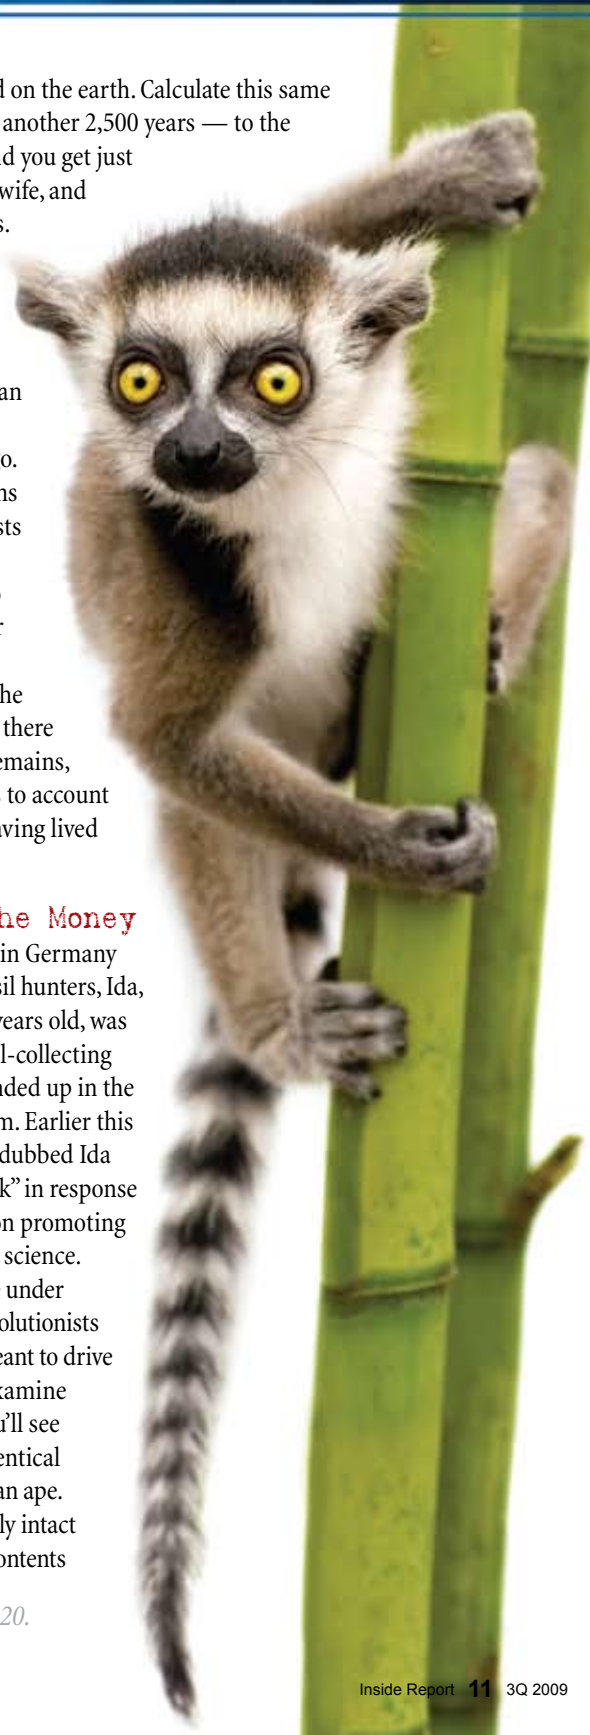 on the earth. Calculate this same
another 2,500 years — to the
you get just
wife, and
an
o.
ns
sts
he
there
emains,
to account
ving lived
he Money
in Germany
sil hunters, Ida,
years old, was
l-collecting
nded up in the
m. Earlier this
dubbed Ida
k” in response
on promoting
science.
under
olutionists
eant to drive
xamine
u’ll see
entical
an ape.
ly intact
ontents
20.
Inside Report 11 3Q 2009